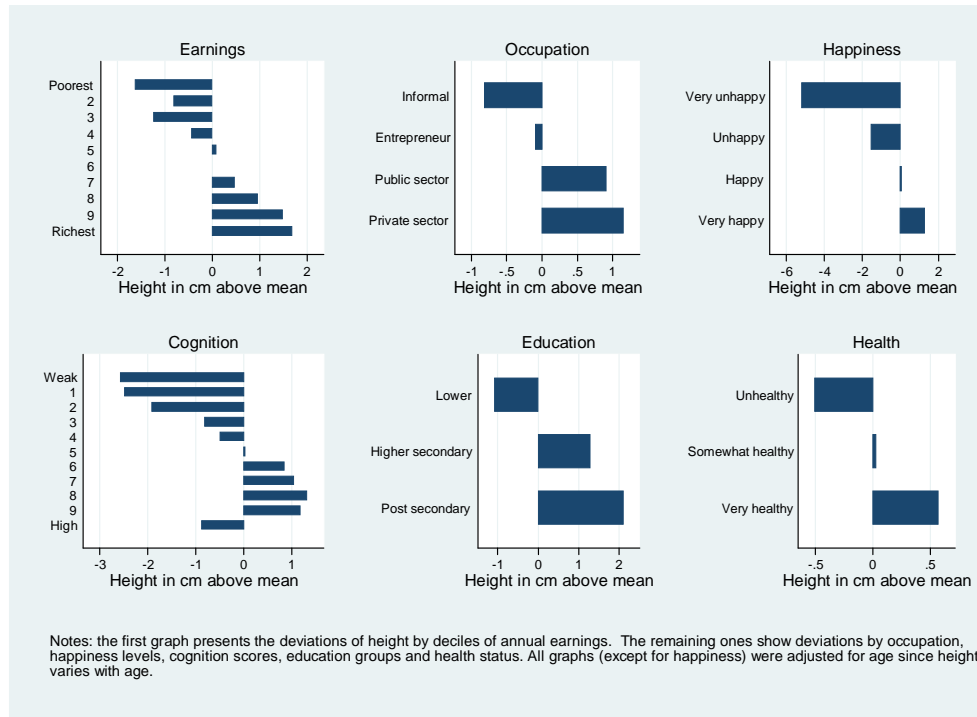 Earnings
Poorest
2
3
4
5
6
7
8
9
Richest
-2 -1 0 1 2
Height in cm above mean
Occupation
Informal
Entrepreneur
Public sector
Private sector
-1 -.5 0 .5 1
Height in cm above mean
Happiness
Very unhappy
Unhappy
Happy
Very happy
-6 -4 -2 0 2
Height in cm above mean
Cognition
Weak
1
2
3
4
5
6
7
8
9
High
-3 -2 -1 0 1
Height in cm above mean
Education
Lower
Higher secondary
Post secondary
-1 0 1 2
Height in cm above mean
Health
Unhealthy
Somewhat healthy
Very healthy
-.5 0 .5
Height in cm above mean
Notes: the first graph presents the deviations of height by deciles of annual earnings. The remaining ones show deviations by occupation,
happiness levels, cognition scores, education groups and health status. All graphs (except for happiness) were adjusted for age since height
varies with age.